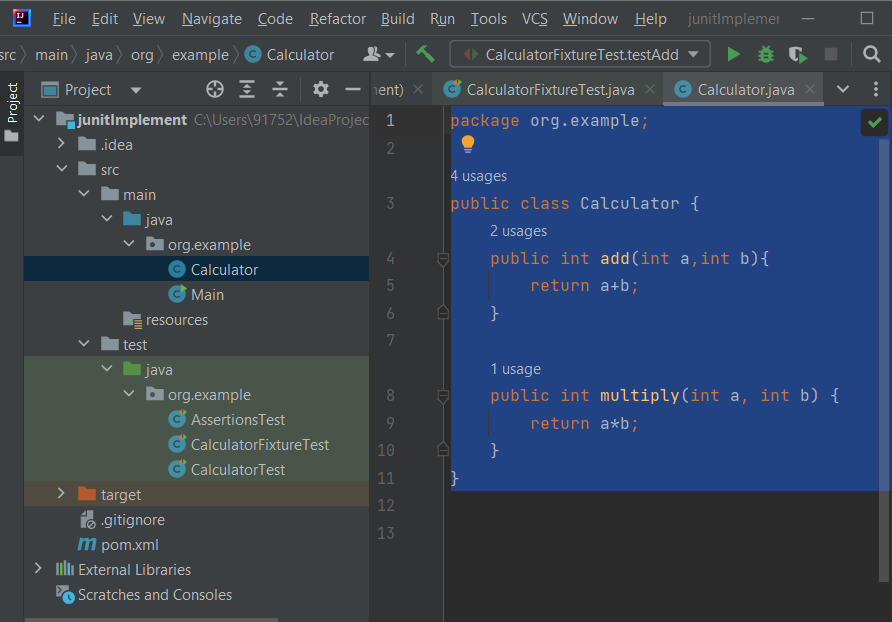 File Edit View Navigate Code Refactor Build Run Tools VCS Window Help junitImplemer
src main java org example Calculator CalculatorFixtureTest.testAdd
Project
Project
junitImplement C:\Users\91752\IdeaProjec
.idea
src
main
java
org.example
Calculator
Main
resources
test
java
org.example
AssertionsTest
CalculatorFixtureTest
CalculatorTest
target
.gitignore
pom.xml
External Libraries
Scratches and Consoles
nent) CalculatorFixtureTest.java Calculator.java
1 package org.example;
2
4 usages
3 public class Calculator {
2 usages
4 public int add(int a,int b){
5 return a+b;
6 }
7
1 usage
8 public int multiply(int a, int b) {
9 return a*b;
10 }
11 }
12
13